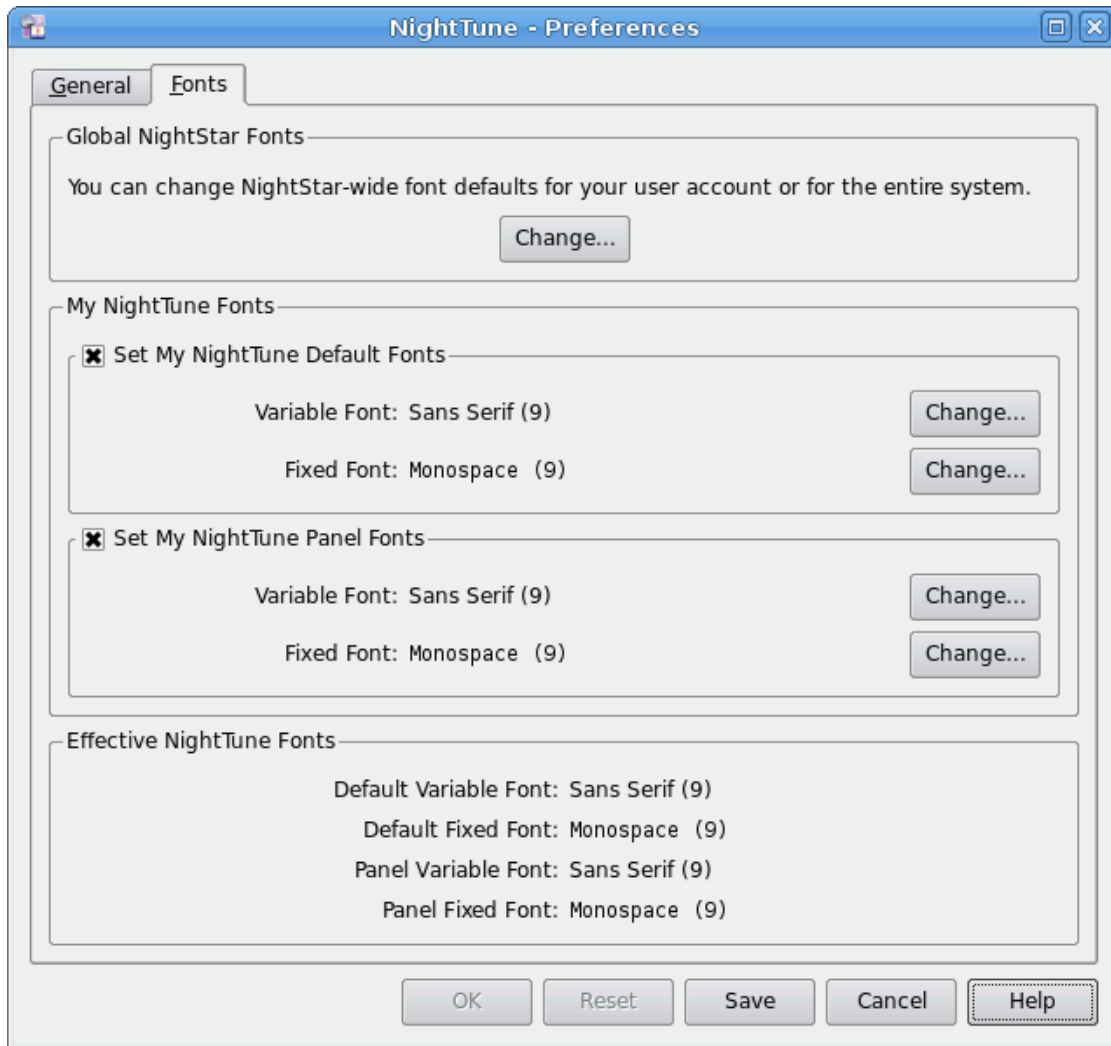 NightTune - Preferences
General
Fonts
Global NightStar Fonts
You can change NightStar-wide font defaults for your user account or for the entire system.
Change...
My NightTune Fonts
Set My NightTune Default Fonts
Variable Font: Sans Serif (9) Change...
Fixed Font: Monospace (9) Change...
Set My NightTune Panel Fonts
Variable Font: Sans Serif (9) Change...
Fixed Font: Monospace (9) Change...
Effective NightTune Fonts
Default Variable Font: Sans Serif (9)
Default Fixed Font: Monospace (9)
Panel Variable Font: Sans Serif (9)
Panel Fixed Font: Monospace (9)
OK Reset Save Cancel Help